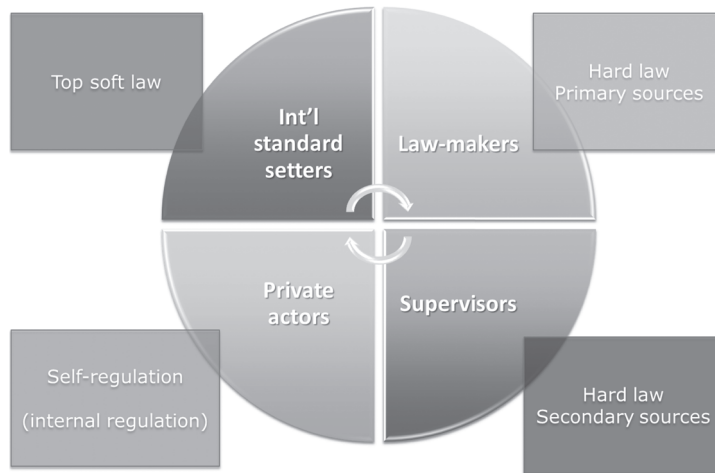 Top soft law
Int'l
standard
setters
Law-makers
Hard law
Primary sources
Private
actors
Supervisors
Self-regulation
(internal regulation)
Hard law
Secondary sources